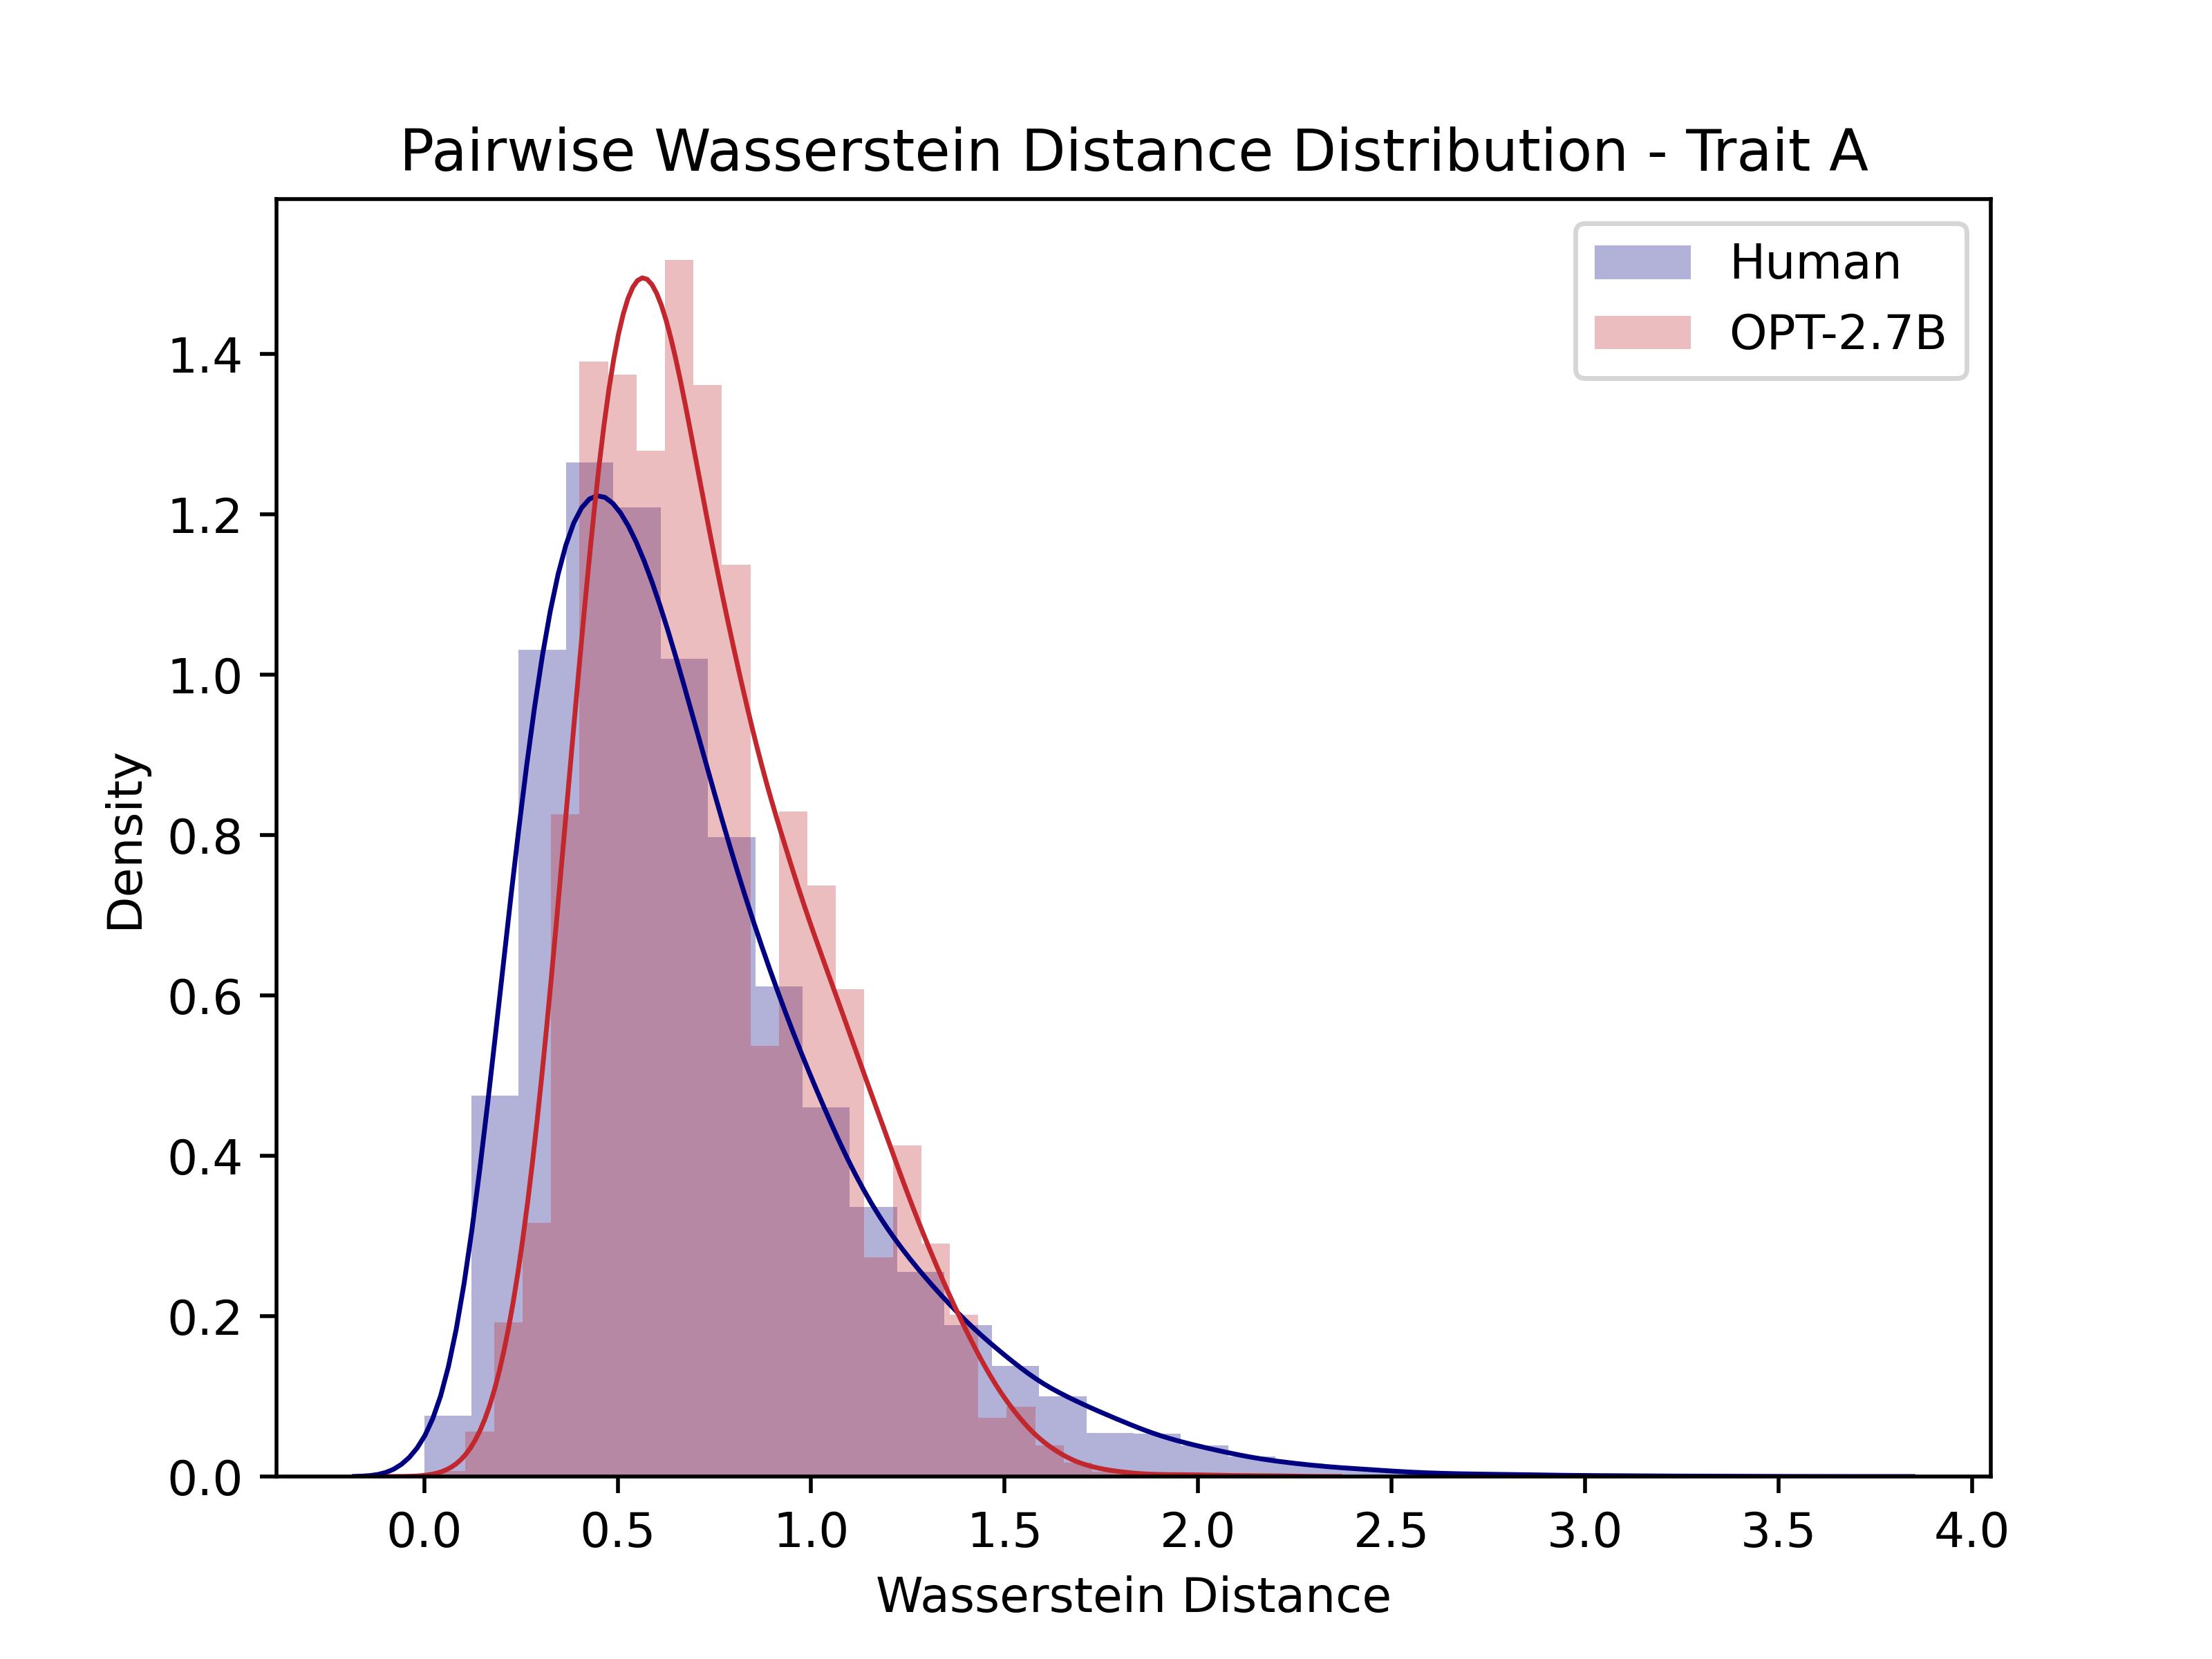 Pairwise Wasserstein Distance Distribution - Trait A
Human
OPT-2.7B
1.4
1.2
1.0
0.8
0.6
0.4
0.2
0.0
Density
0.0 0.5 1.0 1.5 2.0 2.5 3.0 3.5 4.0
Wasserstein Distance